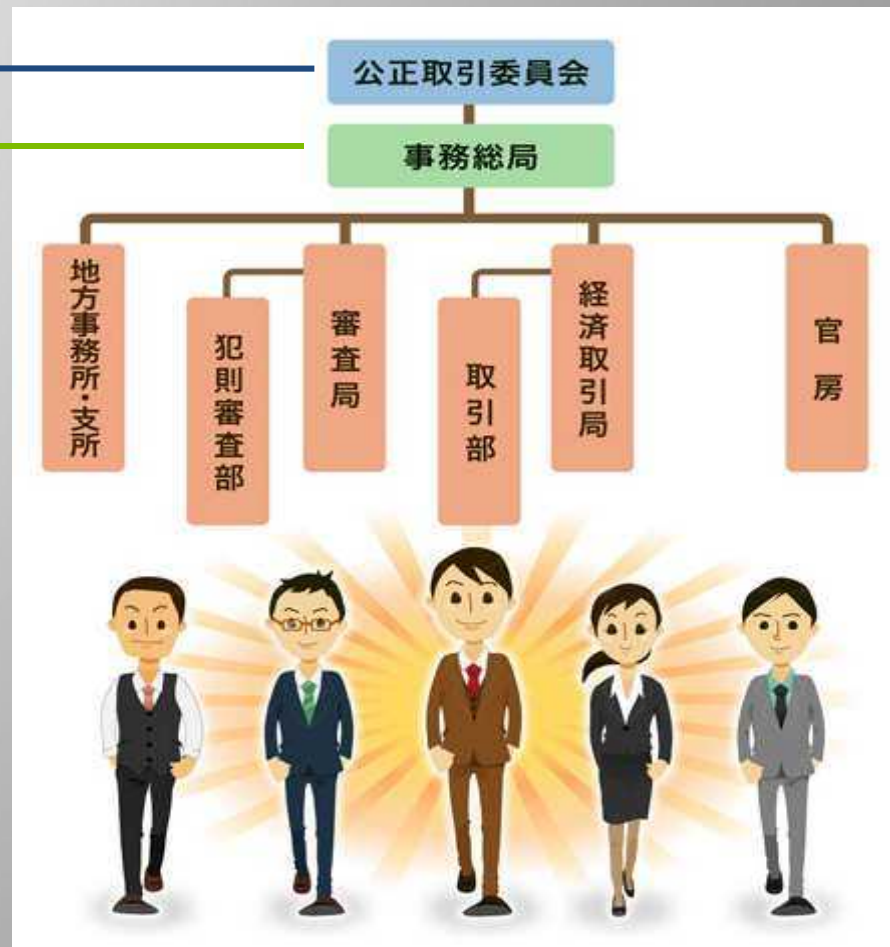 公正取引委員会
事務総局
地方事務所・支所
犯則審査部
審査局
取引部
経済取引局
官房